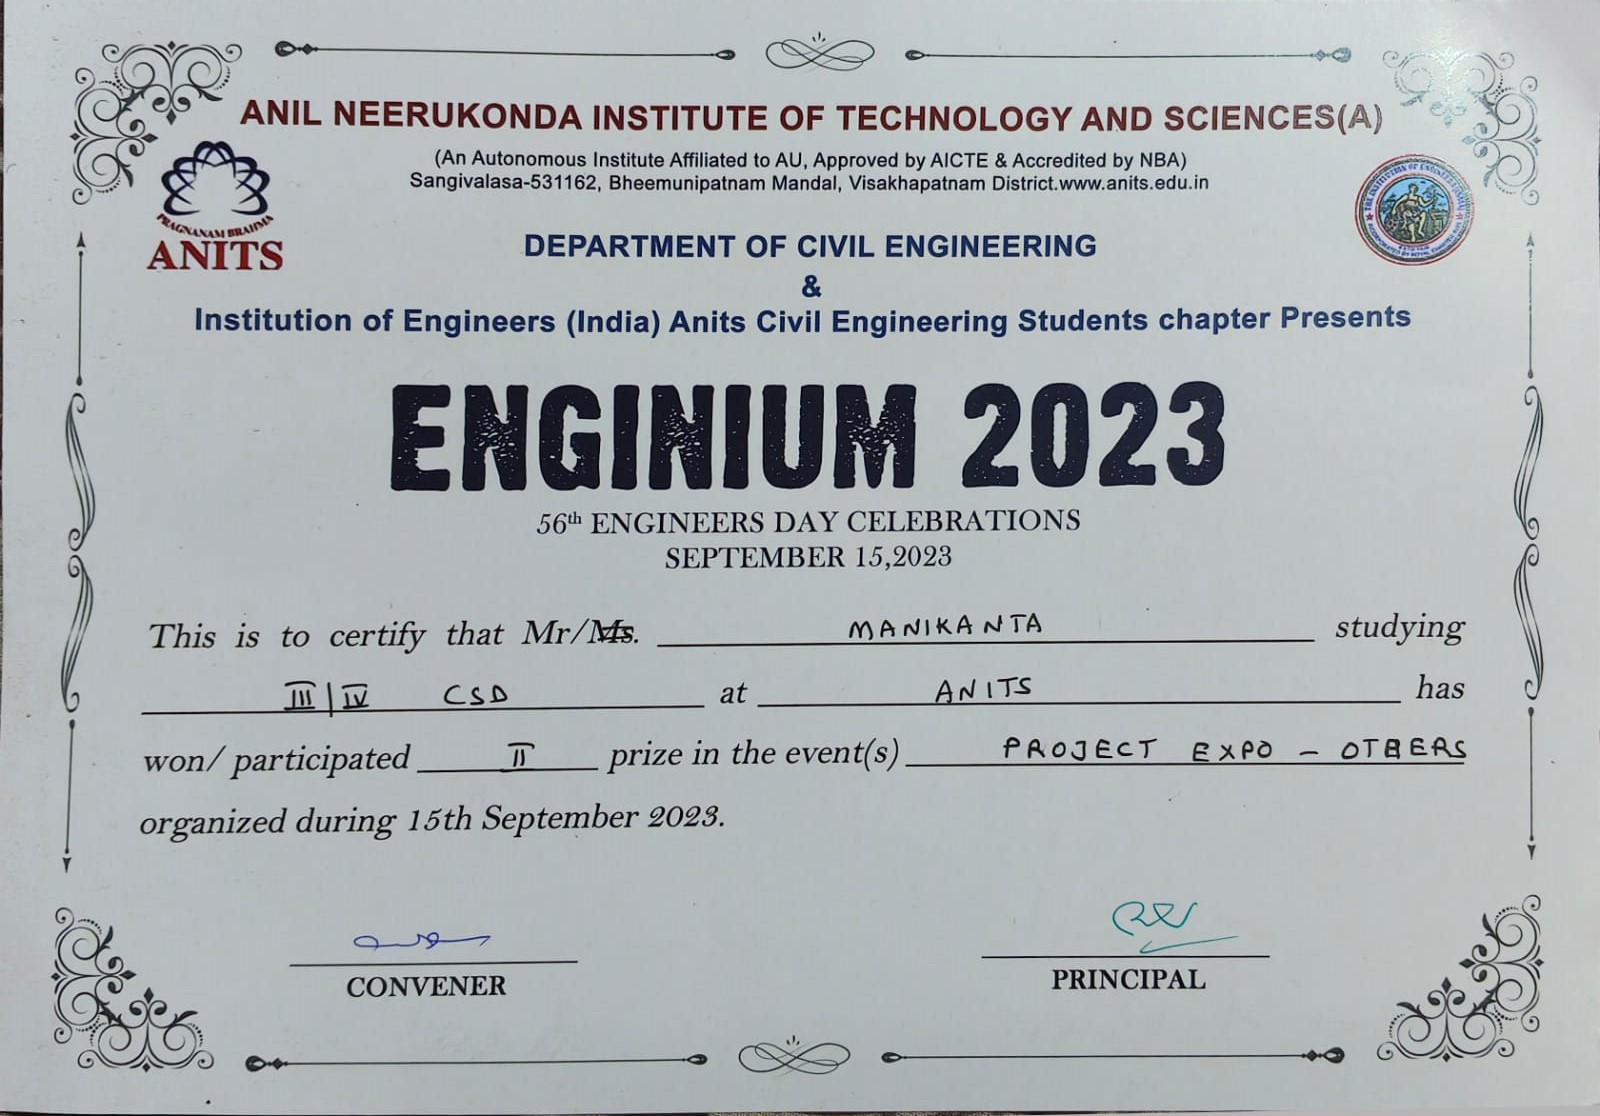 ANIL NEERUKONDA INSTITUTE OF TECHNOLOGY AND SCIENCES(A)
(An Autonomous Institute Affiliated to AU, Approved by AICTE & Accredited by NBA)
Sangivalasa-531162, Bheemunipatnam Mandal, Visakhapatnam District.www.anits.edu.in
PRAGNANAM BRAHMA
ANITS
DEPARTMENT OF CIVIL ENGINEERING
&
Institution of Engineers (India) Anits Civil Engineering Students chapter Presents
ENGINIUM 2023
56th ENGINEERS DAY CELEBRATIONS
SEPTEMBER 15,2023
This is to certify that Mr/Ms. MANIKANTA studying
III|IV CSD at ANITS has
won/ participated II prize in the event(s) PROJECT EXPO - OTHERS
organized during 15th September 2023.
CONVENER
PRINCIPAL